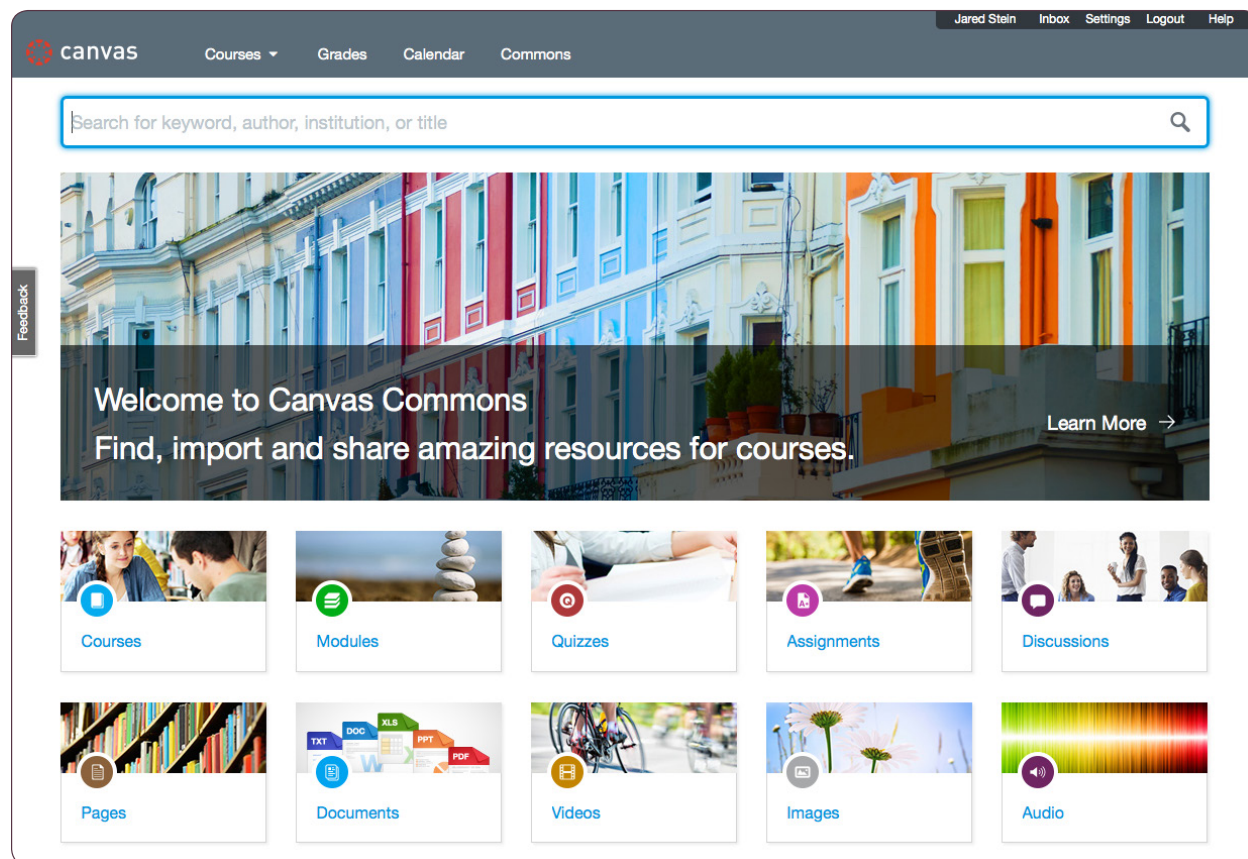 Jared Stein Inbox Settings Logout Help
canvas Courses Grades Calendar Commons
Search for keyword, author, institution, or title
Feedback
Welcome to Canvas Commons
Find, import and share amazing resources for courses.
Learn More →
Courses Modules Quizzes Assignments Discussions
TXT DOC XLS PPT PDF
W
Pages Documents Videos Images Audio